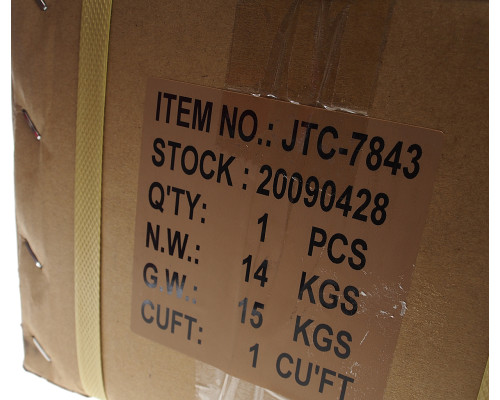 ITEM NO.: JTC-7843
STOCK : 20090428
Q'TY: 1 PCS
N.W.: 14 KGS
G.W.: 15 KGS
CUFT: 1 CU'FT